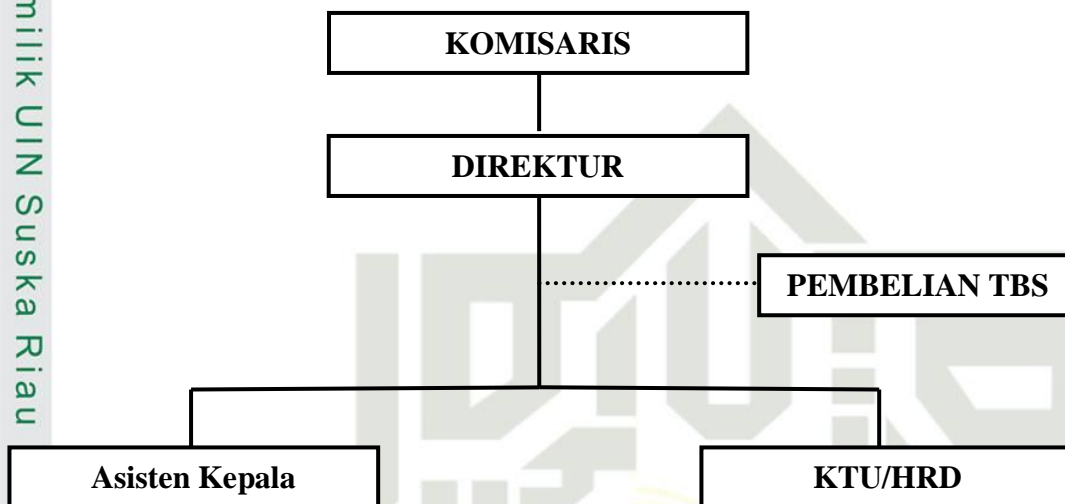 milik UIN Suska Riau
KOMISARIS
DIREKTUR
PEMBELIAN TBS
Asisten Kepala
KTU/HRD